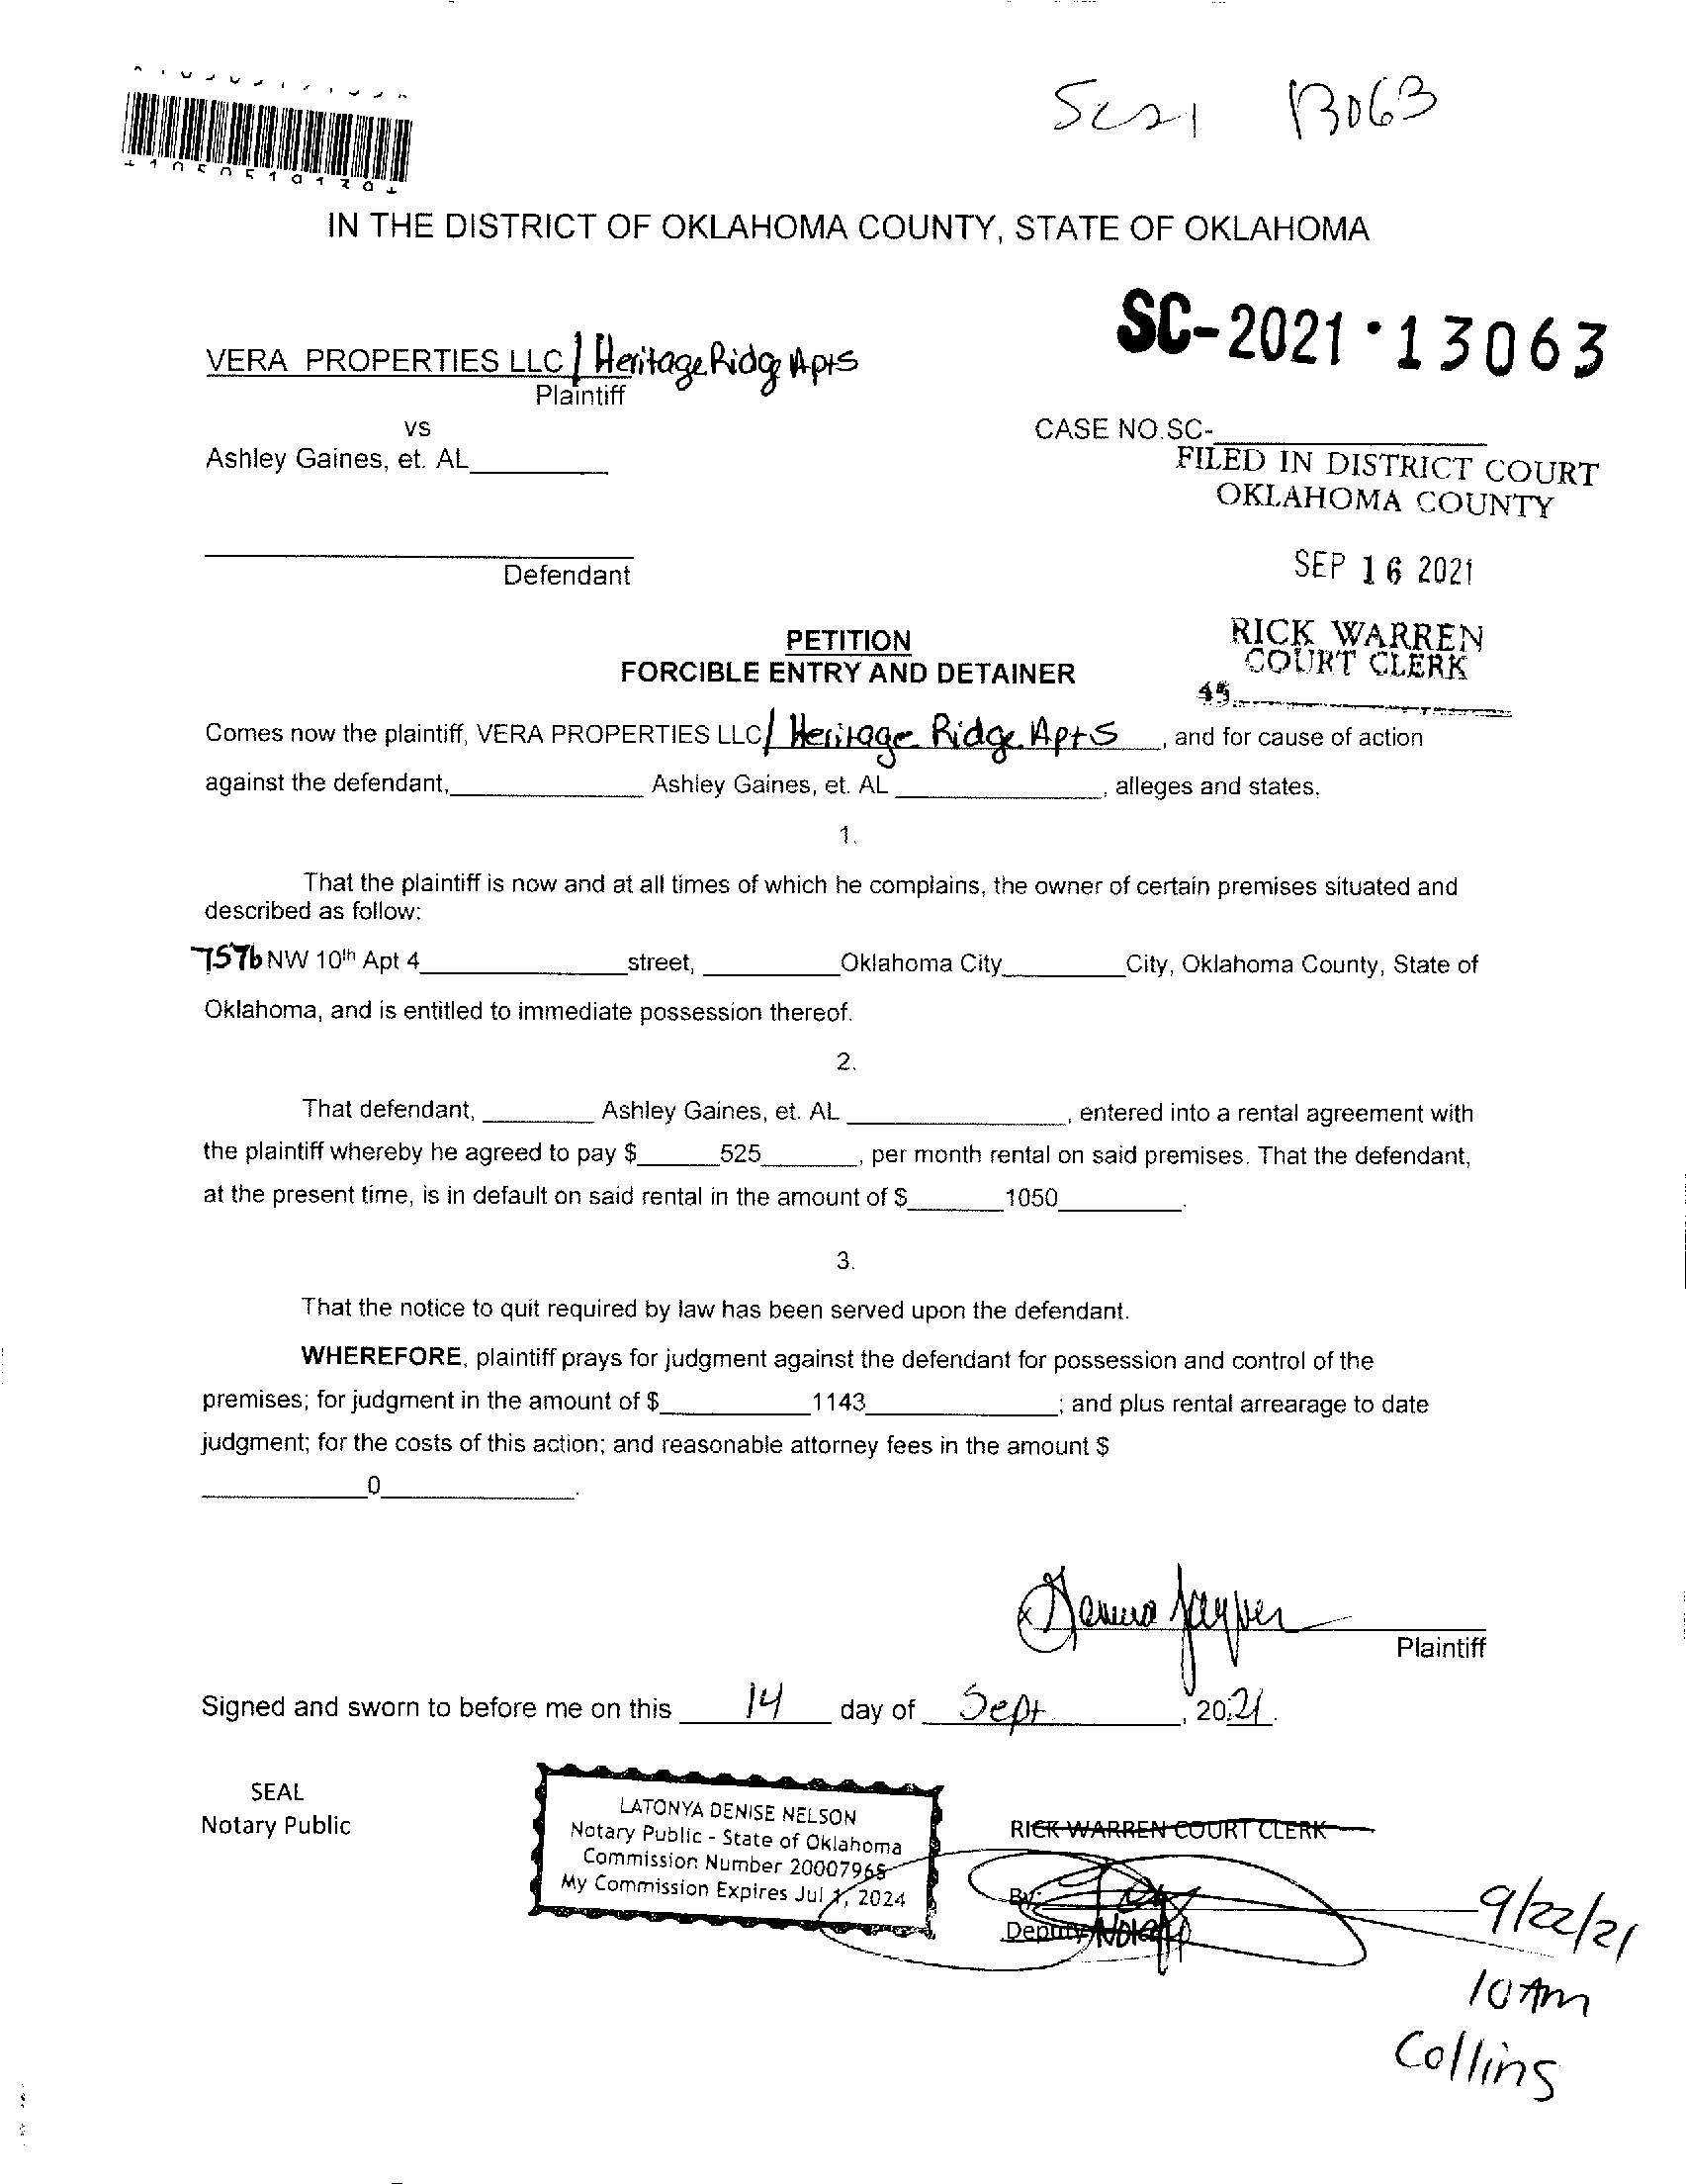 SC21 13063
IN THE DISTRICT OF OKLAHOMA COUNTY, STATE OF OKLAHOMA
SC-2021·13063
VERA PROPERTIES LLC / Heritage Ridge Apts
Plaintiff
vs
CASE NO.SC-
Ashley Gaines, et. AL
FILED IN DISTRICT COURT
OKLAHOMA COUNTY
SEP 16 2021
Defendant
RICK WARREN
COURT CLERK
45
PETITION
FORCIBLE ENTRY AND DETAINER
Comes now the plaintiff, VERA PROPERTIES LLC / Heritage Ridge Apts, and for cause of action
against the defendant, Ashley Gaines, et. AL, alleges and states.
1.
That the plaintiff is now and at all times of which he complains, the owner of certain premises situated and
described as follow:
7576 NW 10th Apt 4 street, Oklahoma City City, Oklahoma County, State of
Oklahoma, and is entitled to immediate possession thereof.
2.
That defendant, Ashley Gaines, et. AL, entered into a rental agreement with
the plaintiff whereby he agreed to pay $ 525, per month rental on said premises. That the defendant,
at the present time, is in default on said rental in the amount of $ 1050.
3.
That the notice to quit required by law has been served upon the defendant.
WHEREFORE, plaintiff prays for judgment against the defendant for possession and control of the
premises; for judgment in the amount of $ 1143; and plus rental arrearage to date
judgment; for the costs of this action; and reasonable attorney fees in the amount $
0.
Plaintiff
Signed and sworn to before me on this 14 day of Sept, 2021.
SEAL
Notary Public
LATONYA DENISE NELSON
Notary Public - State of Oklahoma
Commission Number 20007965
My Commission Expires Jul 1, 2024
RICK WARREN COURT CLERK
By:
Deputy
9/22/21
10 Am
Collins